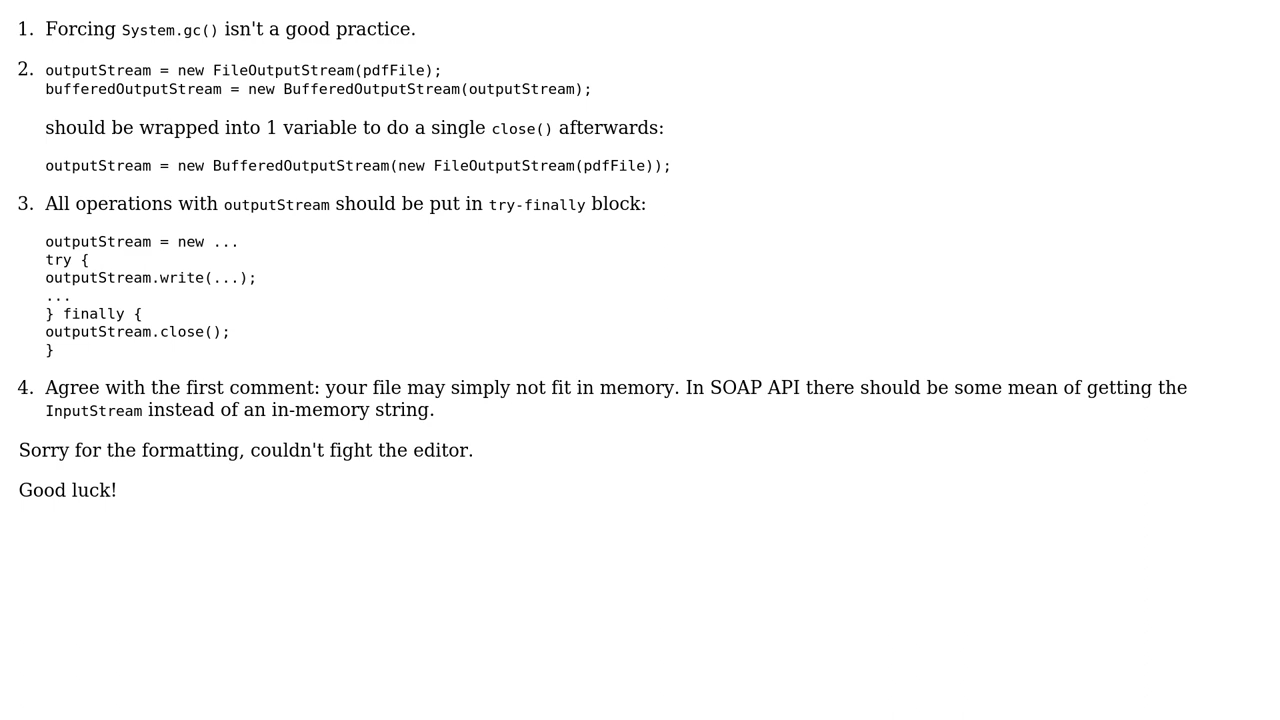 1. Forcing System.gc() isn't a good practice.
2. outputStream = new FileOutputStream(pdfFile);
bufferedOutputStream = new BufferedOutputStream(outputStream);
should be wrapped into 1 variable to do a single close() afterwards:
outputStream = new BufferedOutputStream(new FileOutputStream(pdfFile));
3. All operations with outputStream should be put in try-finally block:
outputStream = new ...
try {
outputStream.write(...);
...
} finally {
outputStream.close();
}
4. Agree with the first comment: your file may simply not fit in memory. In SOAP API there should be some mean of getting the
InputStream instead of an in-memory string.
Sorry for the formatting, couldn't fight the editor.
Good luck!